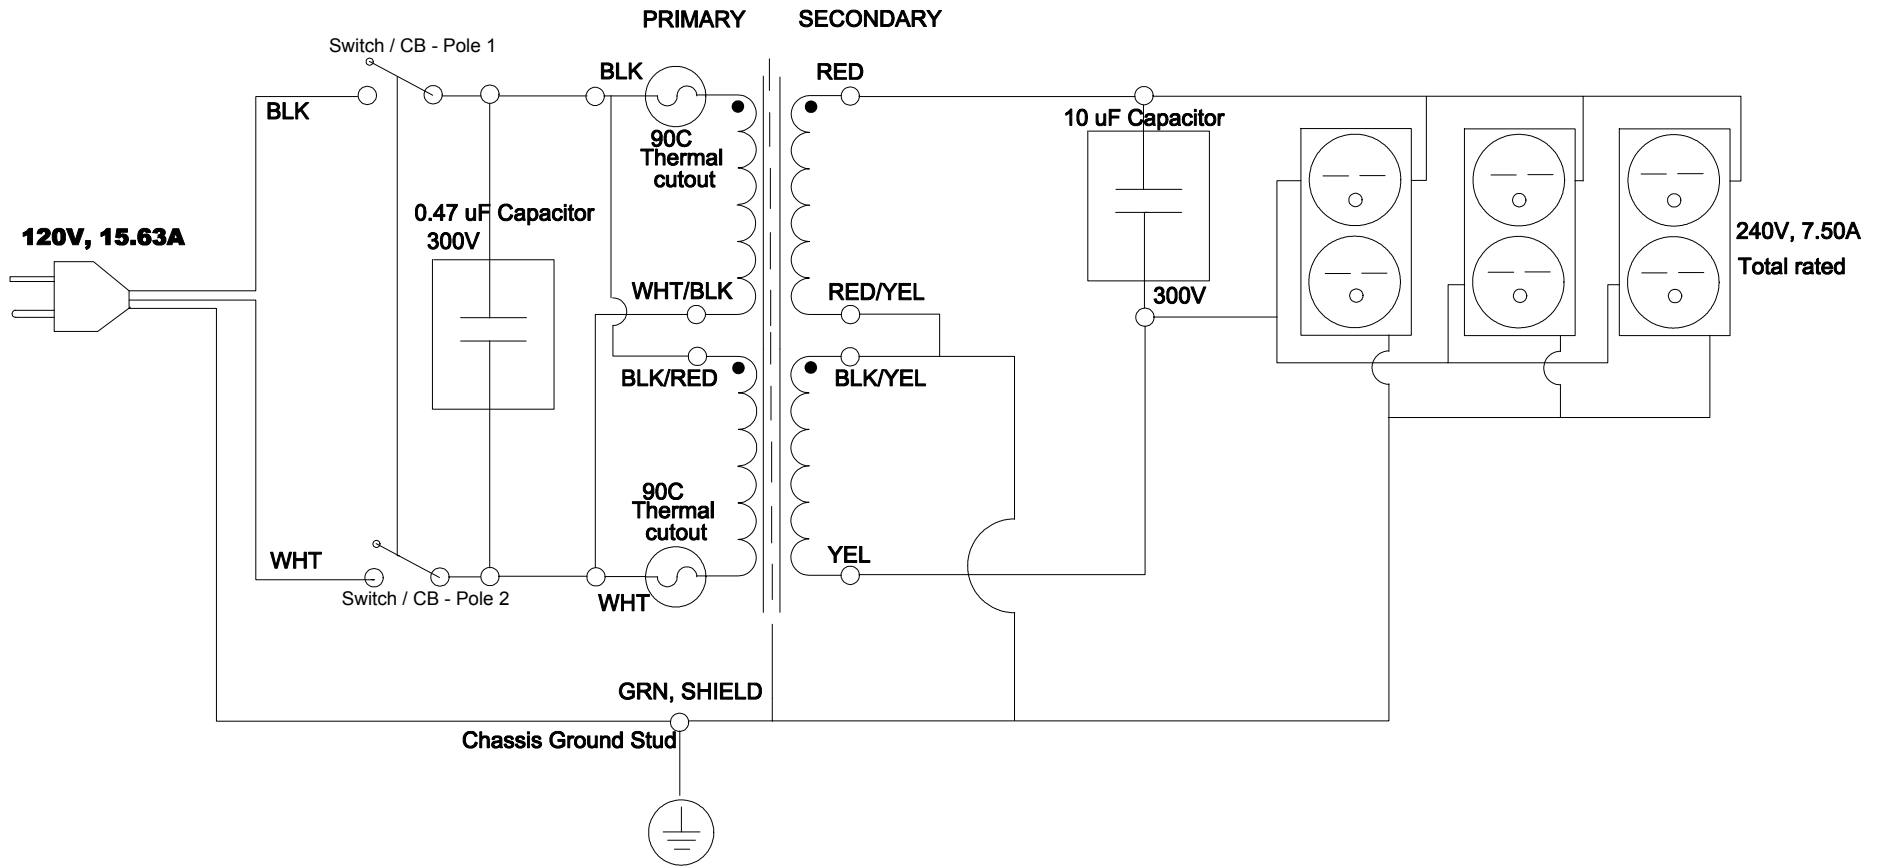 PRIMARY
SECONDARY
Switch / CB - Pole 1
BLK
RED
BLK
10 uF Capacitor
90C
Thermal
cutout
0.47 uF Capacitor
300V
120V, 15.63A
240V, 7.50A
Total rated
WHT/BLK
RED/YEL
300V
BLK/RED
BLK/YEL
90C
Thermal
cutout
WHT
YEL
Switch / CB - Pole 2
WHT
GRN, SHIELD
Chassis Ground Stud